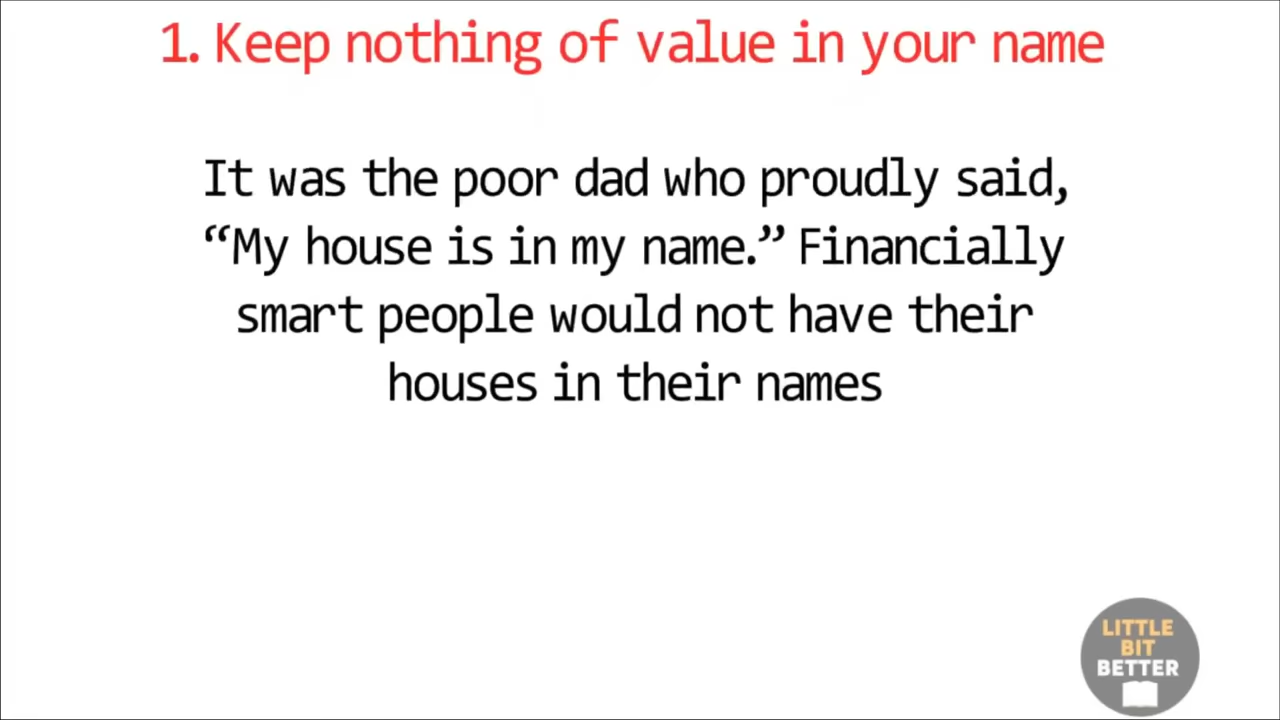 1. Keep nothing of value in your name
It was the poor dad who proudly said,
“My house is in my name.” Financially
smart people would not have their
houses in their names
LITTLE
BIT
BETTER